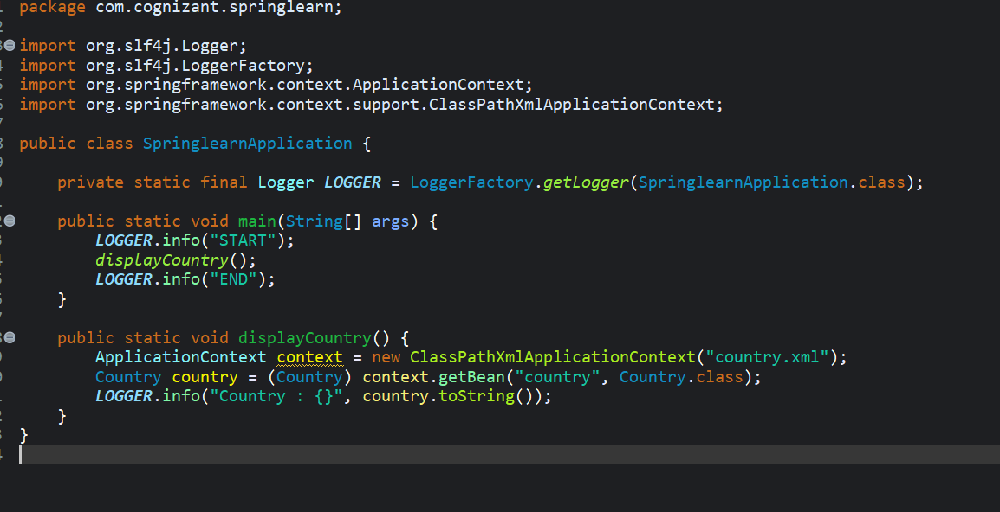 package com.cognizant.springlearn;
import org.slf4j.Logger;
import org.slf4j.LoggerFactory;
import org.springframework.context.ApplicationContext;
import org.springframework.context.support.ClassPathXmlApplicationContext;
public class SpringlearnApplication {
private static final Logger LOGGER = LoggerFactory.getLogger(SpringlearnApplication.class);
public static void main(String[] args) {
LOGGER.info("START");
displayCountry();
LOGGER.info("END");
}
public static void displayCountry() {
ApplicationContext context = new ClassPathXmlApplicationContext("country.xml");
Country country = (Country) context.getBean("country", Country.class);
LOGGER.info("Country : {}", country.toString());
}
}